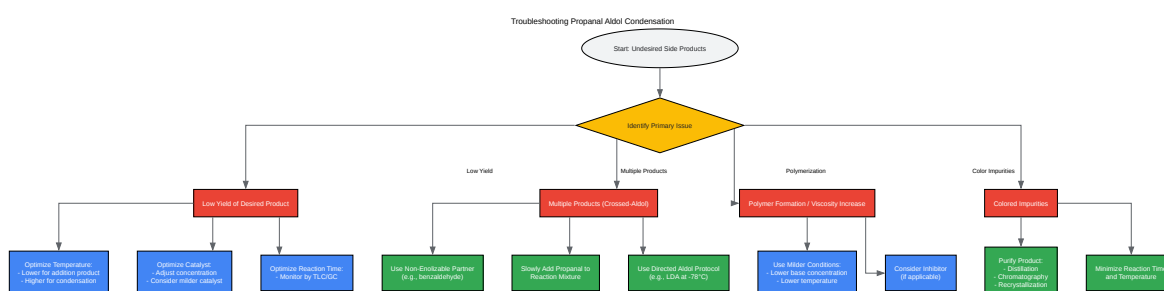 Troubleshooting Propanal Aldol Condensation
Start: Undesired Side Products
Identify Primary Issue
Low Yield
Multiple Products
Polymerization
Color Impurities
Low Yield of Desired Product
Multiple Products (Crossed-Aldol)
Polymer Formation / Viscosity Increase
Colored Impurities
Optimize Temperature:
- Lower for addition product
- Higher for condensation
Optimize Catalyst:
- Adjust concentration
- Consider milder catalyst
Optimize Reaction Time:
- Monitor by TLC/GC
Use Non-Enolizable Partner
(e.g., benzaldehyde)
Slowly Add Propanal to
Reaction Mixture
Use Directed Aldol Protocol
(e.g., LDA at -78°C)
Use Milder Conditions:
- Lower base concentration
- Lower temperature
Consider Inhibitor
(if applicable)
Purify Product:
- Distillation
- Chromatography
- Recrystallization
Minimize Reaction Time
and Temperature